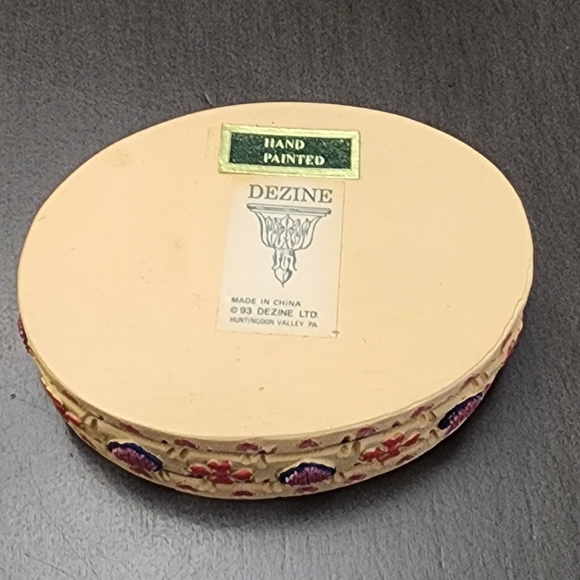 HAND
PAINTED
DEZINE
MADE IN CHINA
© 93 DEZINE LTD.
HUNTINGDON VALLEY PA